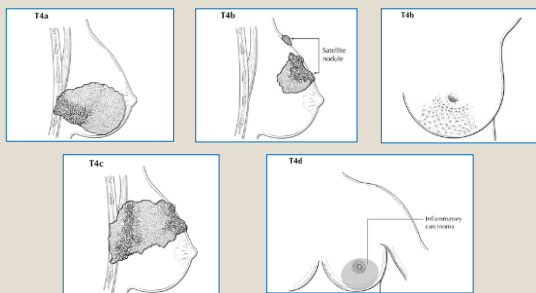 T4a
T4b
Satellite
nodule
T4b
T4c
T4d
Inflammatory
carcinoma